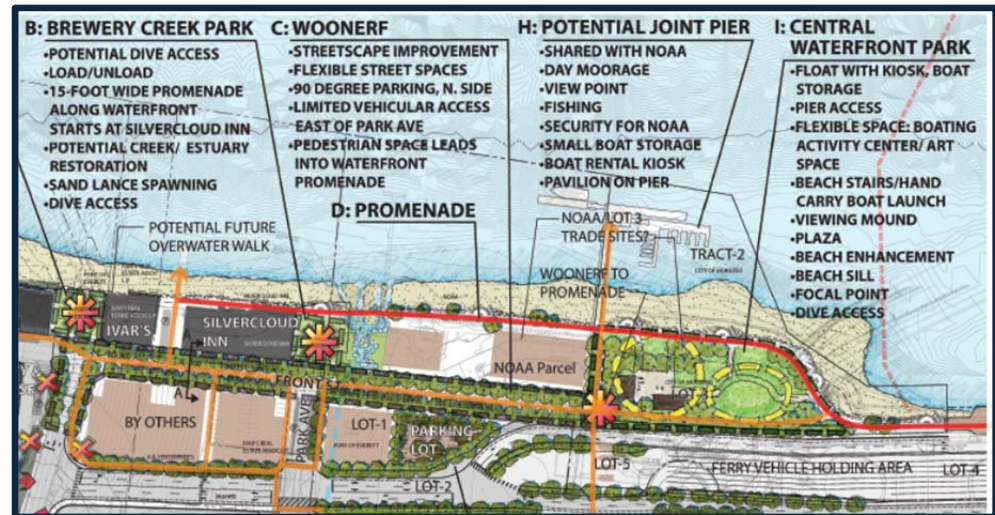 B: BREWERY CREEK PARK
•POTENTIAL DIVE ACCESS
•LOAD/UNLOAD
•15-FOOT WIDE PROMENADE
ALONG WATERFRONT
STARTS AT SILVERCLOUD INN
•POTENTIAL CREEK/ ESTUARY
RESTORATION
•SAND LANCE SPAWNING
•DIVE ACCESS
C: WOONERF
•STREETSCAPE IMPROVEMENT
•FLEXIBLE STREET SPACES
•90 DEGREE PARKING, N. SIDE
•LIMITED VEHICULAR ACCESS
EAST OF PARK AVE
•PEDESTRIAN SPACE LEADS
INTO WATERFRONT
PROMENADE
D: PROMENADE
H: POTENTIAL JOINT PIER
•SHARED WITH NOAA
•DAY MOORAGE
•VIEW POINT
•FISHING
•SECURITY FOR NOAA
•SMALL BOAT STORAGE
•BOAT RENTAL KIOSK
•PAVILION ON PIER
I: CENTRAL
WATERFRONT PARK
•FLOAT WITH KIOSK, BOAT
STORAGE
•PIER ACCESS
•FLEXIBLE SPACE: BOATING
ACTIVITY CENTER/ ART
SPACE
•BEACH STAIRS/HAND
CARRY BOAT LAUNCH
•VIEWING MOUND
•PLAZA
•BEACH ENHANCEMENT
•BEACH SILL
•FOCAL POINT
•DIVE ACCESS
POTENTIAL FUTURE
OVERWATER WALK
NOAA/LOT 3
TRADE SITES?
TRACT-2
WOONERF TO
PROMENADE
IVAR'S
SILVERCLOUD
INN
NOAA Parcel
FRONT ST
A
BY OTHERS
PARK AVE
LOT-1
PARKING
LOT
LOT-2
LOT-5
FERRY VEHICLE HOLDING AREA
LOT-4